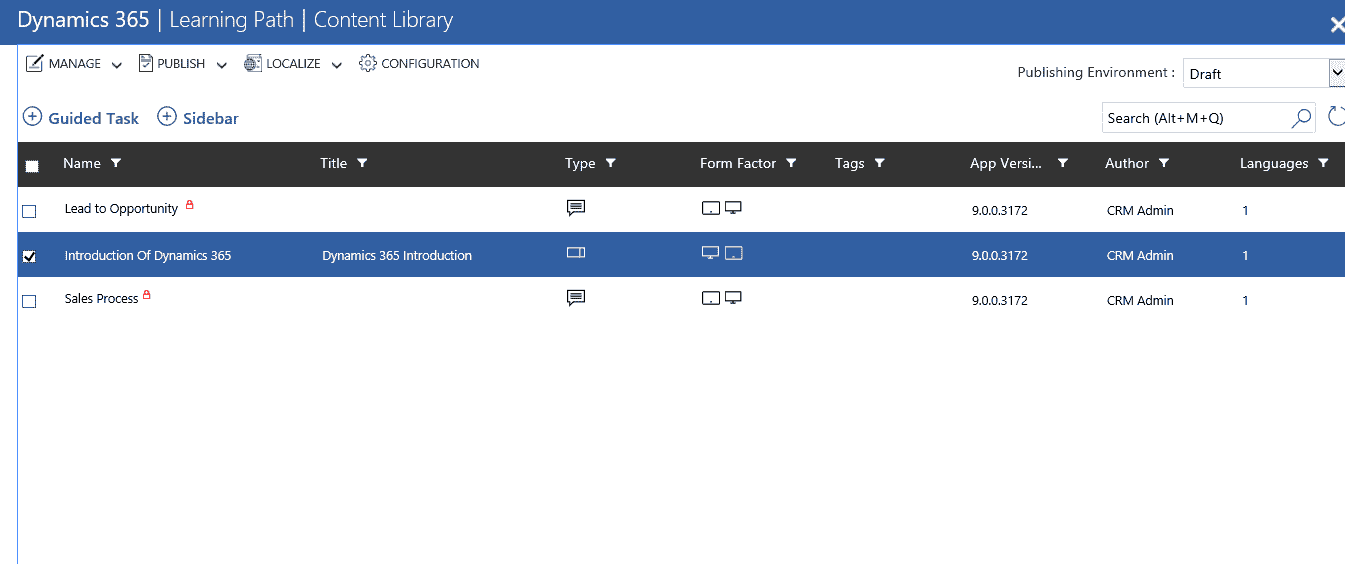 Dynamics 365 | Learning Path | Content Library
MANAGE PUBLISH LOCALIZE CONFIGURATION
Publishing Environment : Draft
Guided Task Sidebar
Search (Alt+M+Q)
Name Title Type Form Factor Tags App Versi... Author Languages
Lead to Opportunity 9.0.0.3172 CRM Admin 1
Introduction Of Dynamics 365 Dynamics 365 Introduction 9.0.0.3172 CRM Admin 1
Sales Process 9.0.0.3172 CRM Admin 1